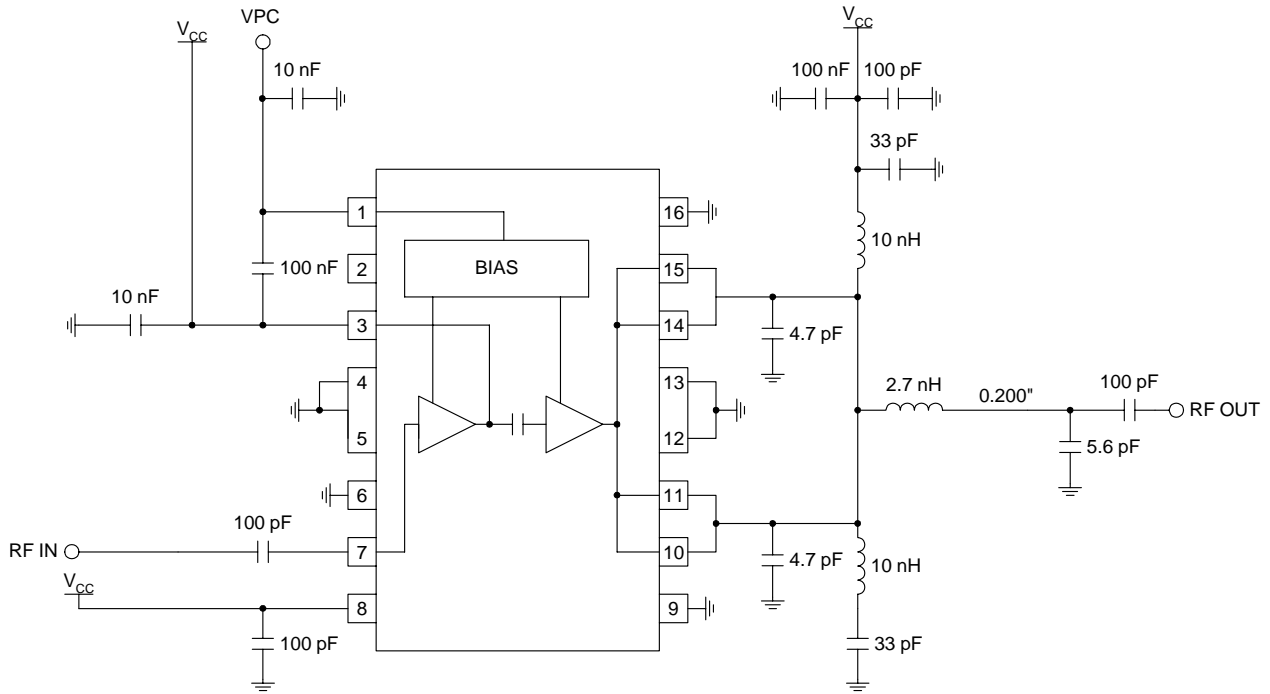 VPC
V_CC
10 nF
V_CC
100 nF
100 pF
33 pF
10 nH
1
16
BIAS
2
15
100 nF
10 nF
3
14
4.7 pF
4
13
2.7 nH
0.200"
100 pF
RF OUT
5
12
5.6 pF
6
11
100 pF
RF IN
7
10
4.7 pF
10 nH
V_CC
8
9
100 pF
33 pF